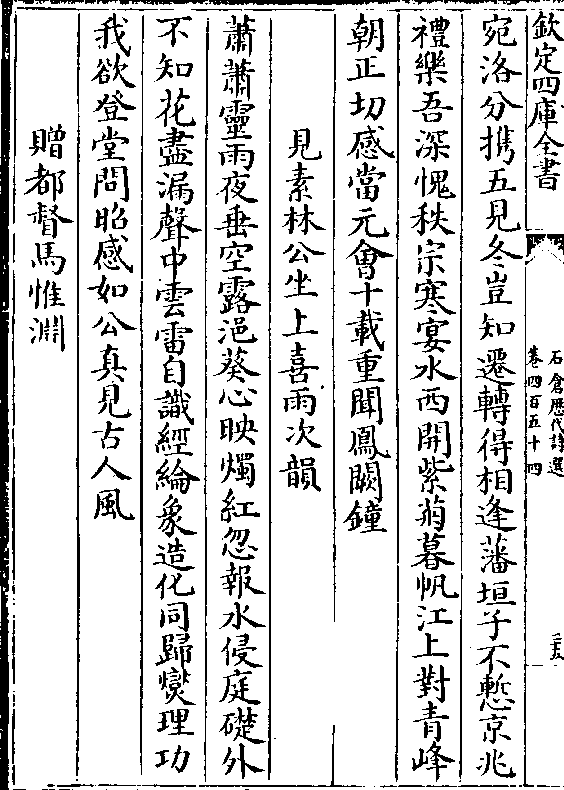 欽定四庫全書
石倉歴代詩選
卷四百五十四
三五
宛洛分携五見冬豈知遷轉得相逢藩垣子不慙京兆
禮樂吾深愧秩宗寒宴水西開紫菊暮帆江上對青峰
朝正切感當元會十載重聞鳳闕鐘
見素林公坐上喜雨次韻
蕭蕭靈雨夜垂空露浥葵心映燭紅忽報水侵庭礎外
不知花盡漏聲中雲雷自識經綸象造化同歸燮理功
我欲登堂問昭感如公真見古人風
贈都督馬惟淵